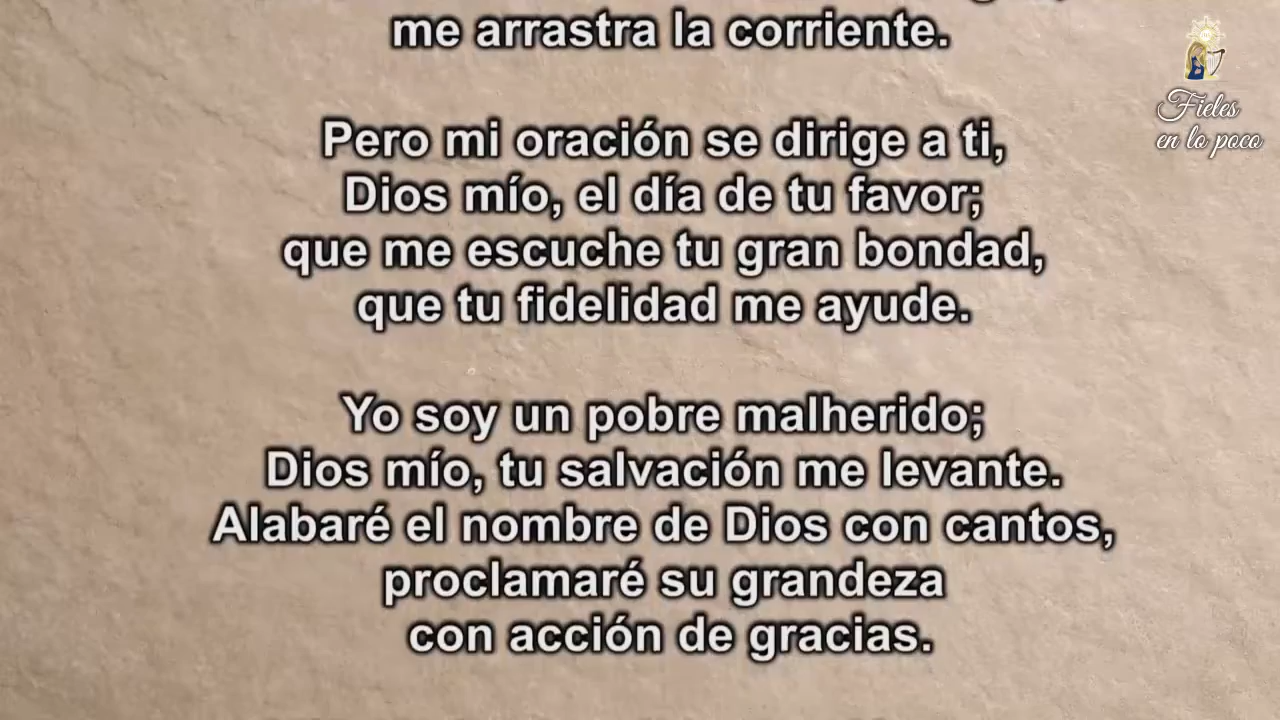 me arrastra la corriente.
Pero mi oración se dirige a ti,
Dios mío, el día de tu favor;
que me escuche tu gran bondad,
que tu fidelidad me ayude.
Yo soy un pobre malherido;
Dios mío, tu salvación me levante.
Alabaré el nombre de Dios con cantos,
proclamaré su grandeza
con acción de gracias.
Fieles
en lo poco